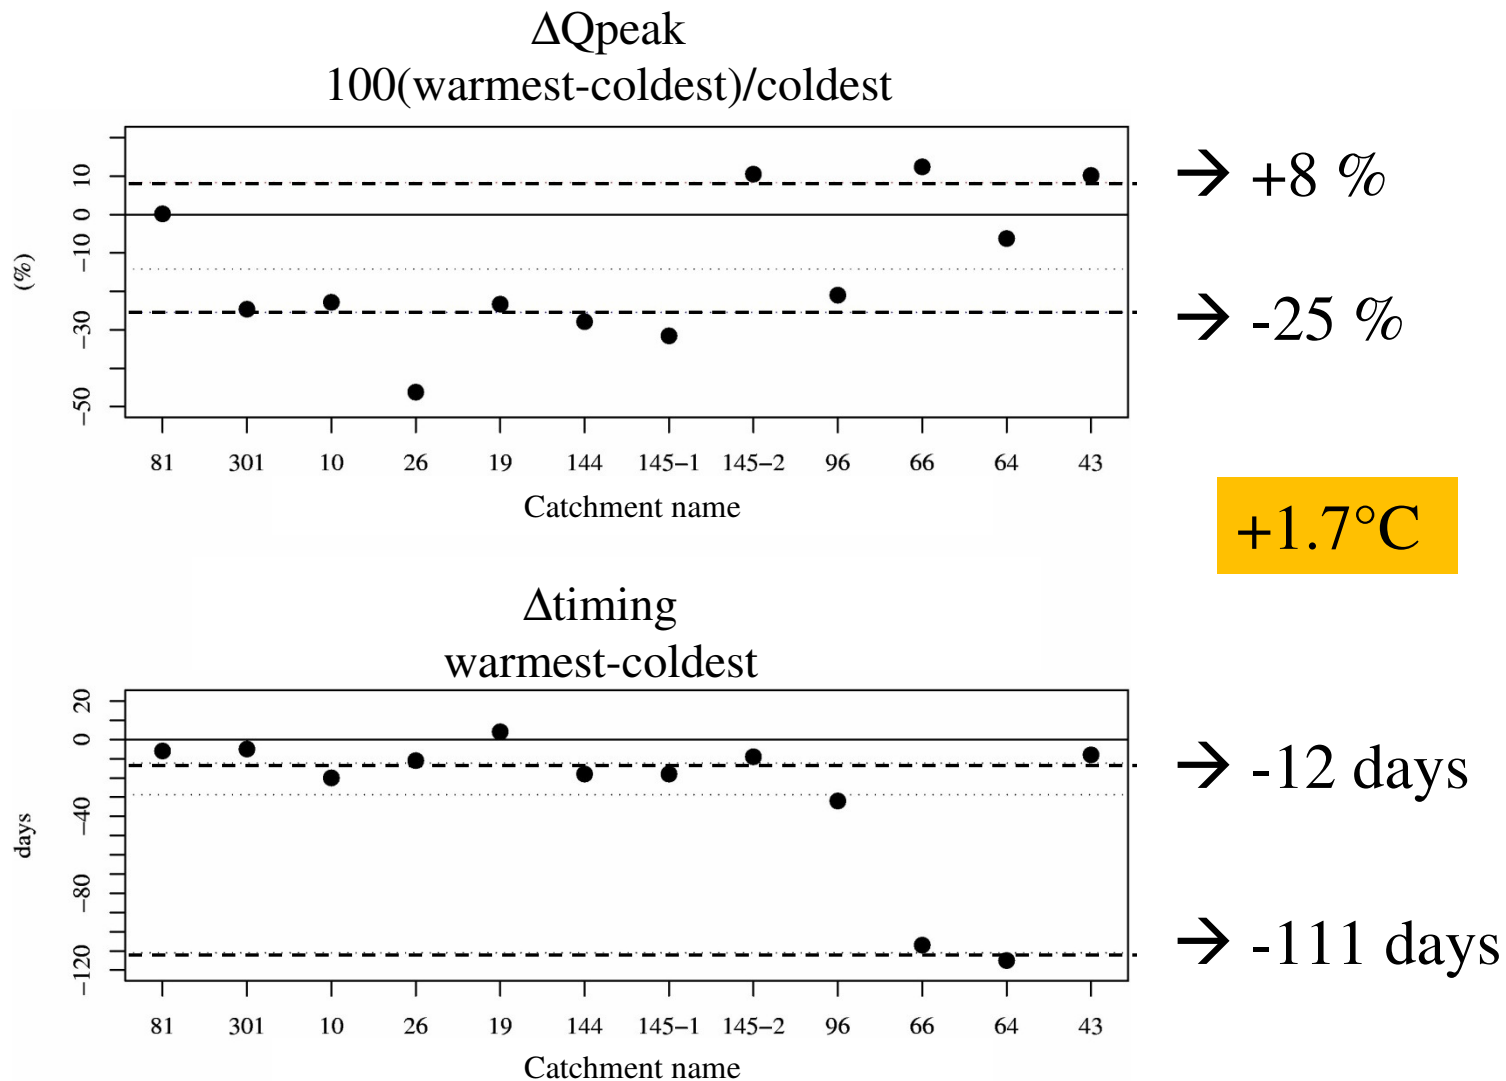 ΔQpeak
100(warmest-coldest)/coldest
(%)
10
0
−10
−30
−50
81 301 10 26 19 144 145−1 145−2 96 66 64 43
Catchment name
→ +8 %
→ -25 %
+1.7°C
Δtiming
warmest-coldest
days
20
0
−40
−80
−120
81 301 10 26 19 144 145−1 145−2 96 66 64 43
Catchment name
→ -12 days
→ -111 days